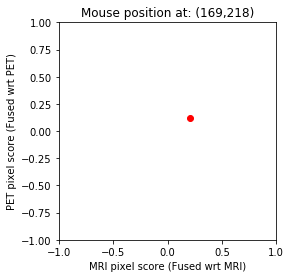 Mouse position at: (169,218)
1.00
0.75
0.50
0.25
0.00
−0.25
−0.50
−0.75
−1.00
PET pixel score (Fused wrt PET)
−1.0 −0.5 0.0 0.5 1.0
MRI pixel score (Fused wrt MRI)